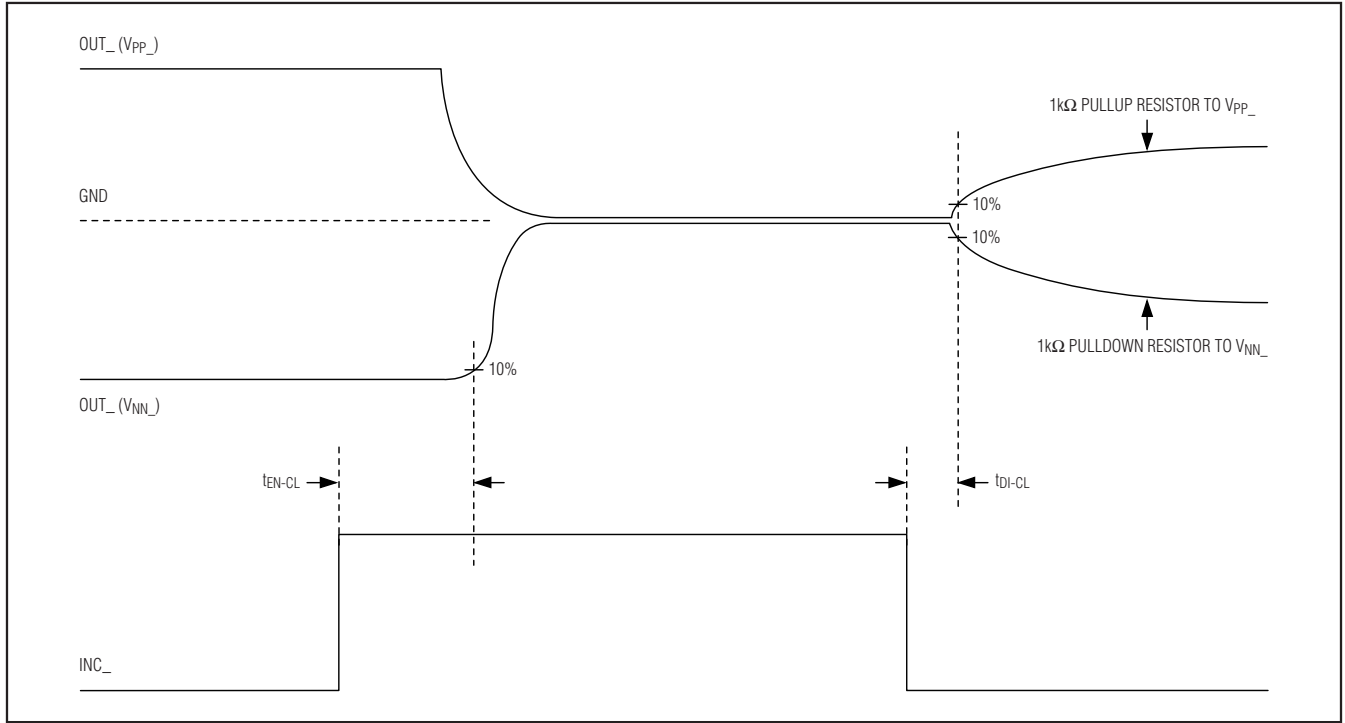 OUT_ (VPP_)
1kΩ PULLUP RESISTOR TO VPP_
GND
10%
10%
1kΩ PULLDOWN RESISTOR TO VNN_
10%
OUT_ (VNN_)
tEN-CL
tDI-CL
INC_